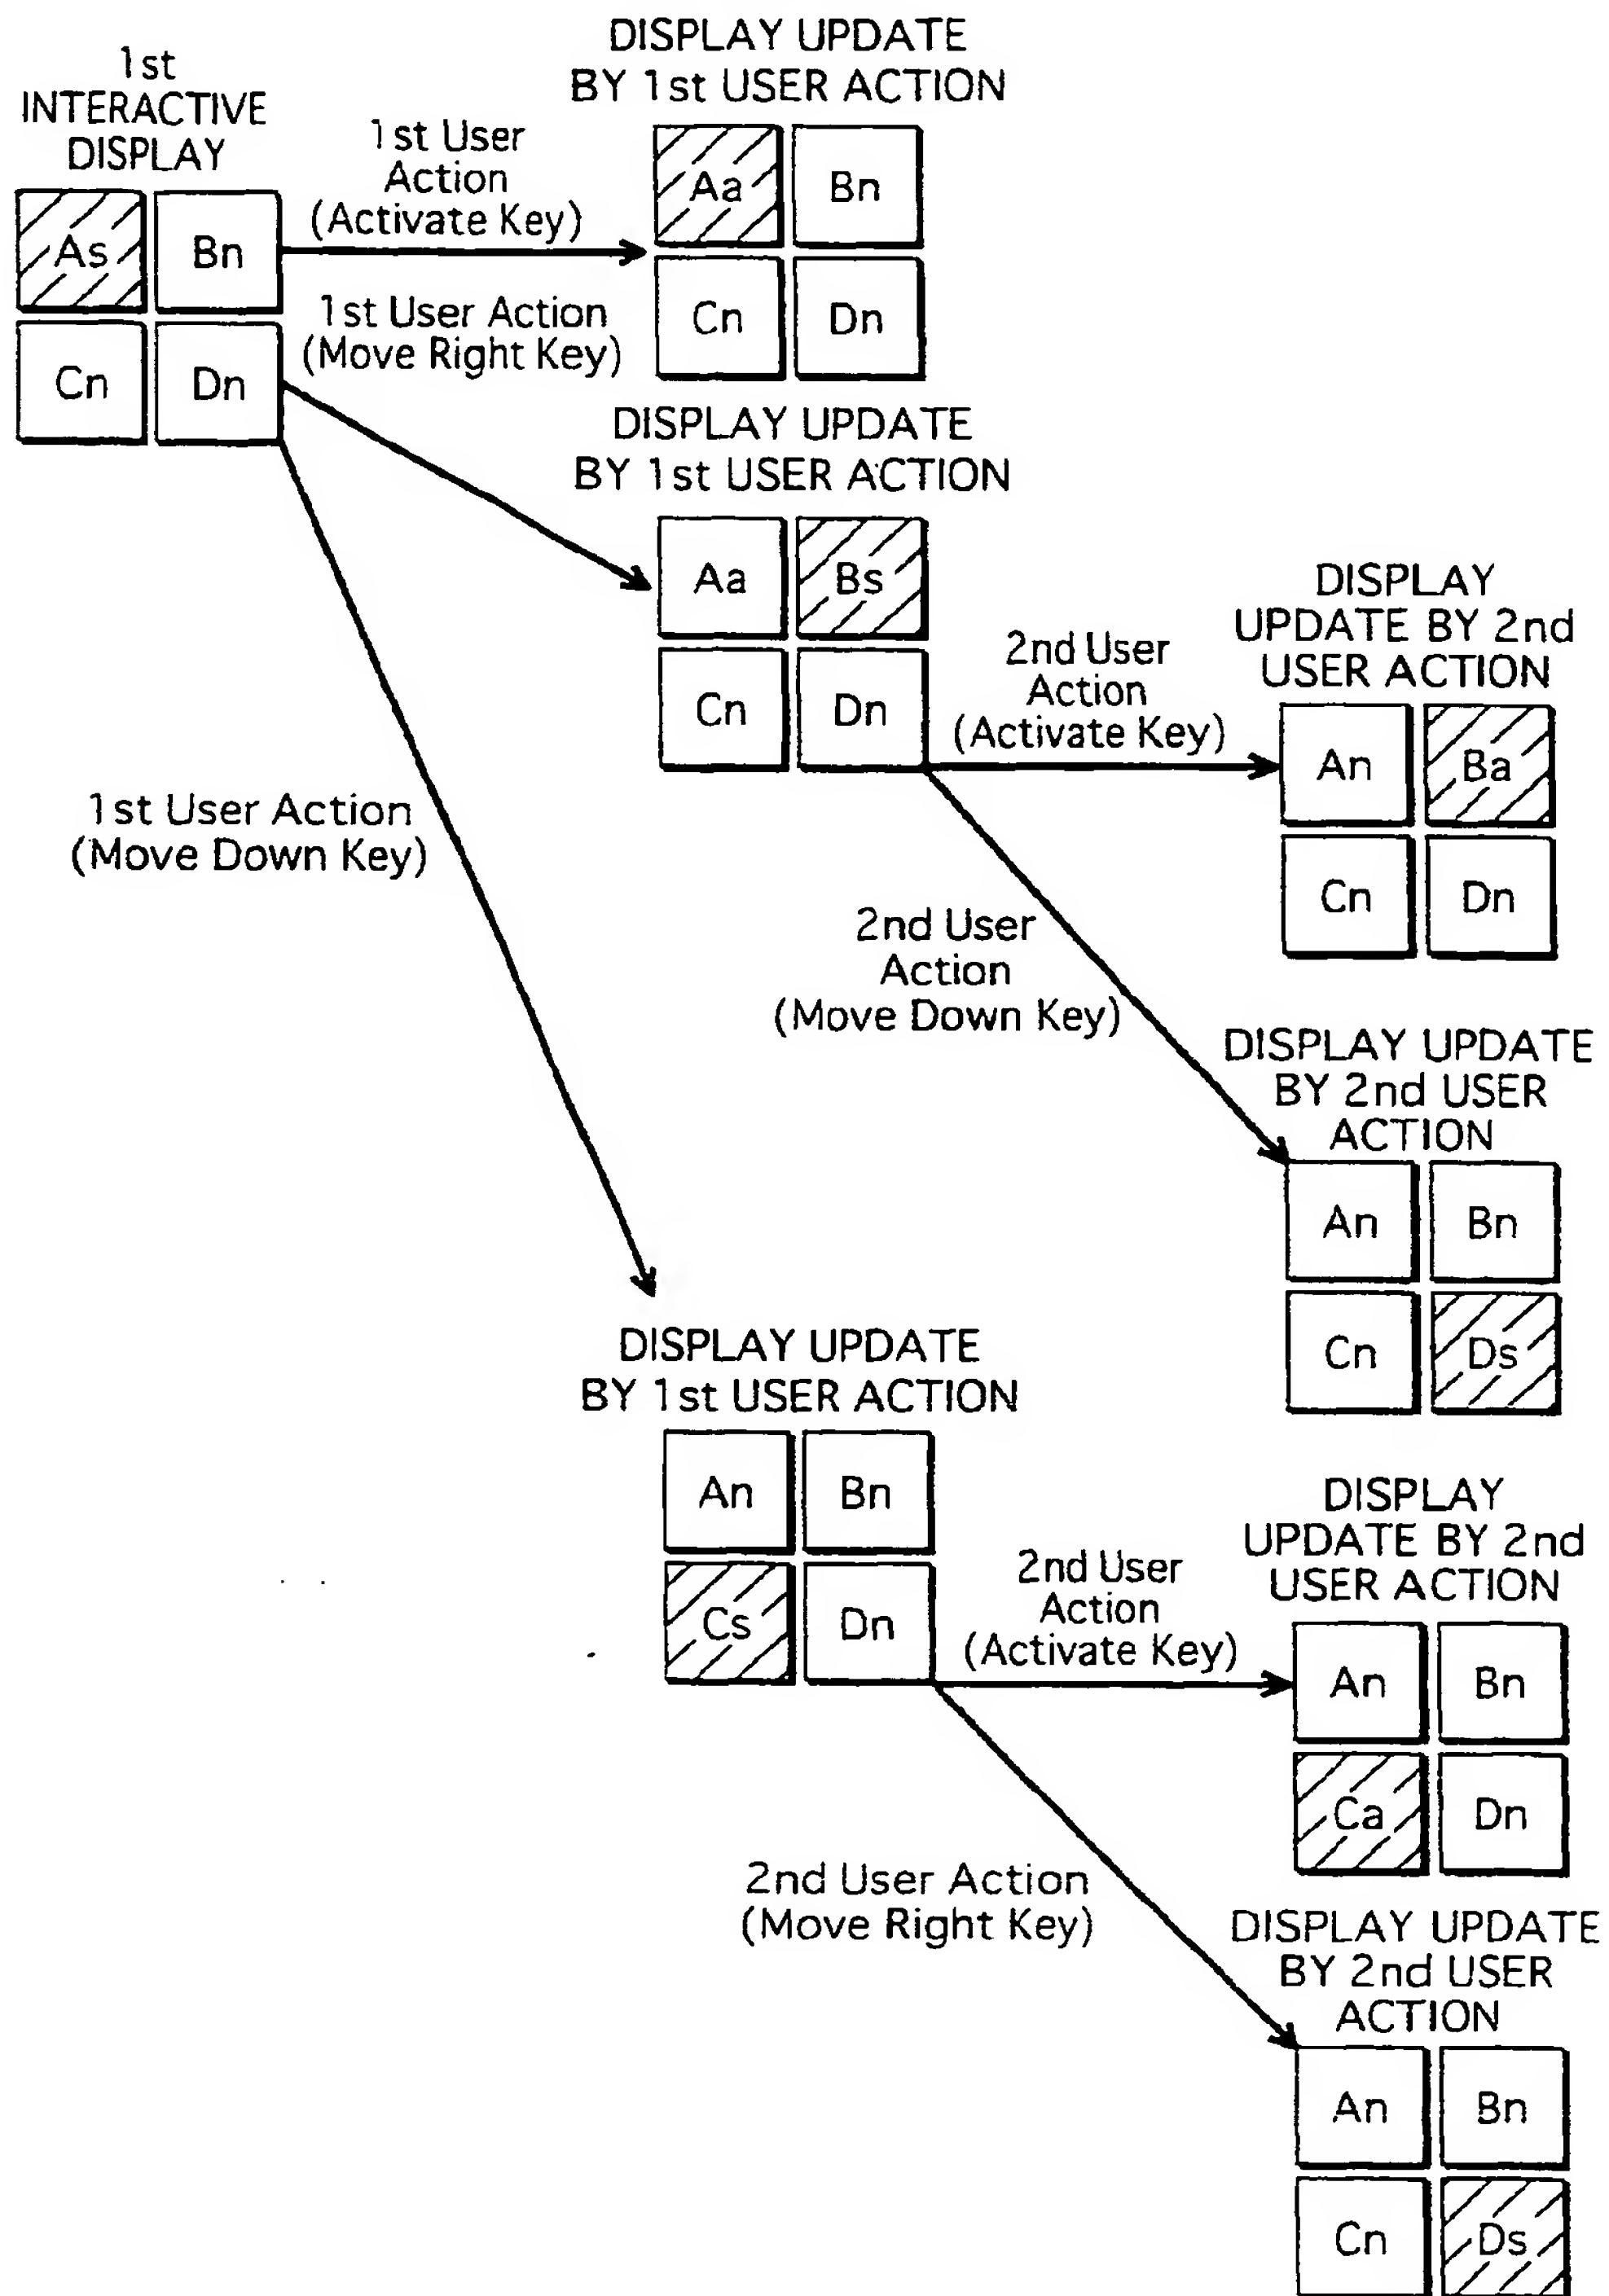 1st
INTERACTIVE
DISPLAY
As Bn
Cn Dn
1st User
Action
(Activate Key)
DISPLAY UPDATE
BY 1st USER ACTION
Aa Bn
Cn Dn
1st User Action
(Move Right Key)
DISPLAY UPDATE
BY 1st USER ACTION
Aa Bs
Cn Dn
2nd User
Action
(Activate Key)
DISPLAY
UPDATE BY 2nd
USER ACTION
An Ba
Cn Dn
2nd User
Action
(Move Down Key)
DISPLAY UPDATE
BY 2nd USER
ACTION
An Bn
Cn Ds
1st User Action
(Move Down Key)
DISPLAY UPDATE
BY 1st USER ACTION
An Bn
Cs Dn
2nd User
Action
(Activate Key)
DISPLAY
UPDATE BY 2nd
USER ACTION
An Bn
Ca Dn
2nd User Action
(Move Right Key)
DISPLAY UPDATE
BY 2nd USER
ACTION
An Bn
Cn Ds